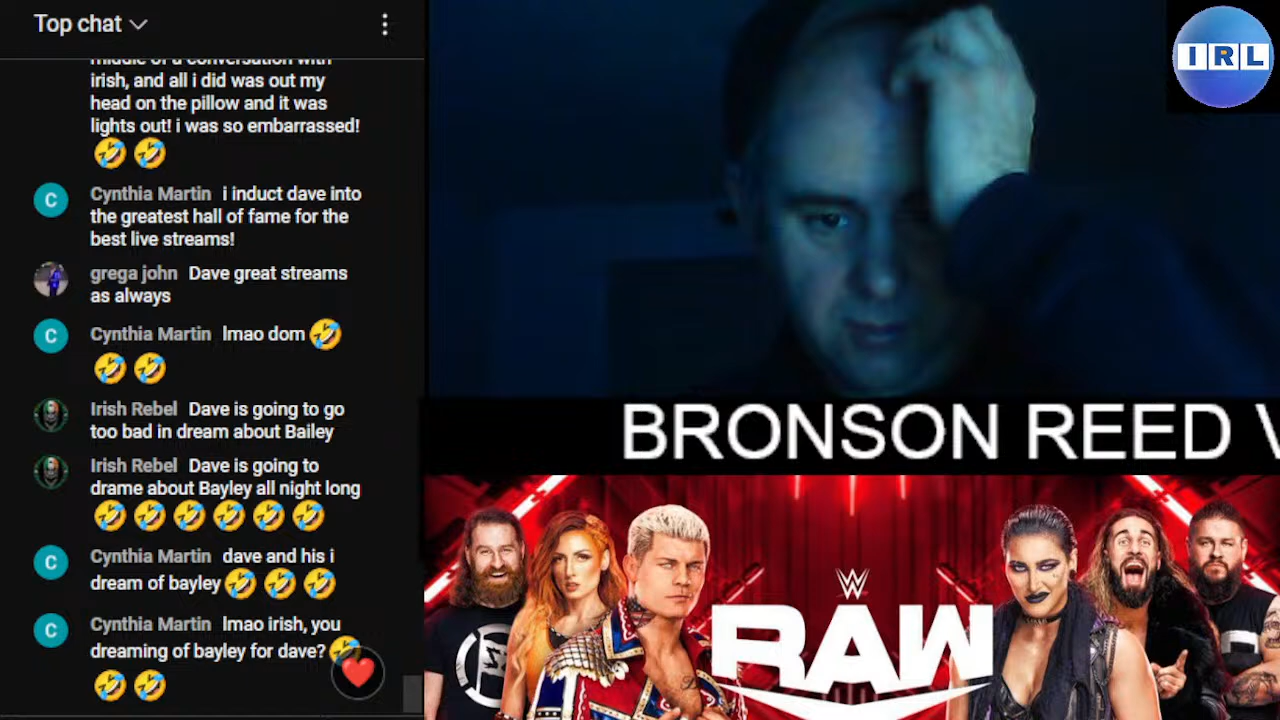 Top chat
middle of a conversation with
irish, and all i did was out my
head on the pillow and it was
lights out! i was so embarrassed!
Cynthia Martin i induct dave into
the greatest hall of fame for the
best live streams!
grega john Dave great streams
as always
Cynthia Martin lmao dom
Irish Rebel Dave is going to go
too bad in dream about Bailey
Irish Rebel Dave is going to
drame about Bayley all night long
Cynthia Martin dave and his i
dream of bayley
Cynthia Martin lmao irish, you
dreaming of bayley for dave?
C
C
C
C
IRL
BRONSON REED V
W
RAW